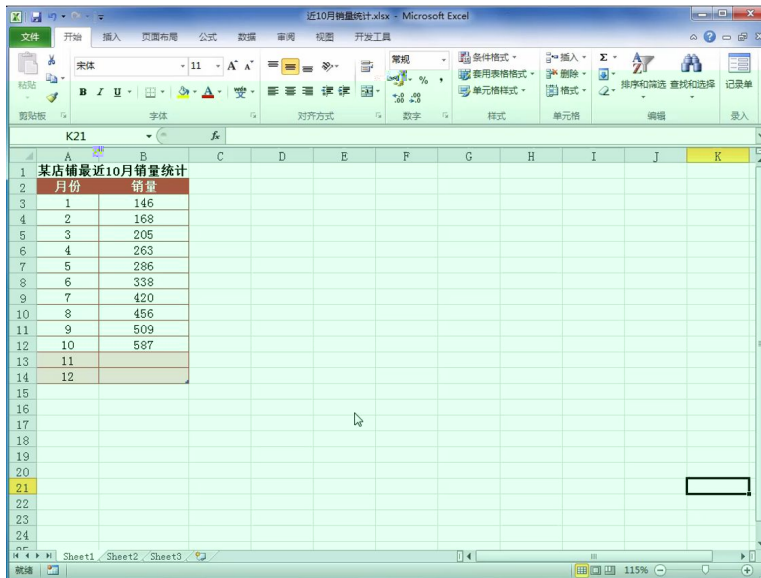 近10月销量统计.xlsx - Microsoft Excel
文件 开始 插入 页面布局 公式 数据 审阅 视图 开发工具
宋体 11 常规 条件格式 插入
粘贴 套用表格格式 删除 排序和筛选 查找和选择 记录单
B I U A % 单元格样式 格式
剪贴板 字体 对齐方式 数字 样式 单元格 编辑 录入
K21 fx
A B C D E F G H I J K
1 某店铺最近10月销量统计
2 月份 销量
3 1 146
4 2 168
5 3 205
6 4 263
7 5 286
8 6 338
9 7 420
10 8 456
11 9 509
12 10 587
13 11
14 12
15
16
17
18
19
20
21
22
23
24
25
Sheet1 Sheet2 Sheet3
就绪 115%